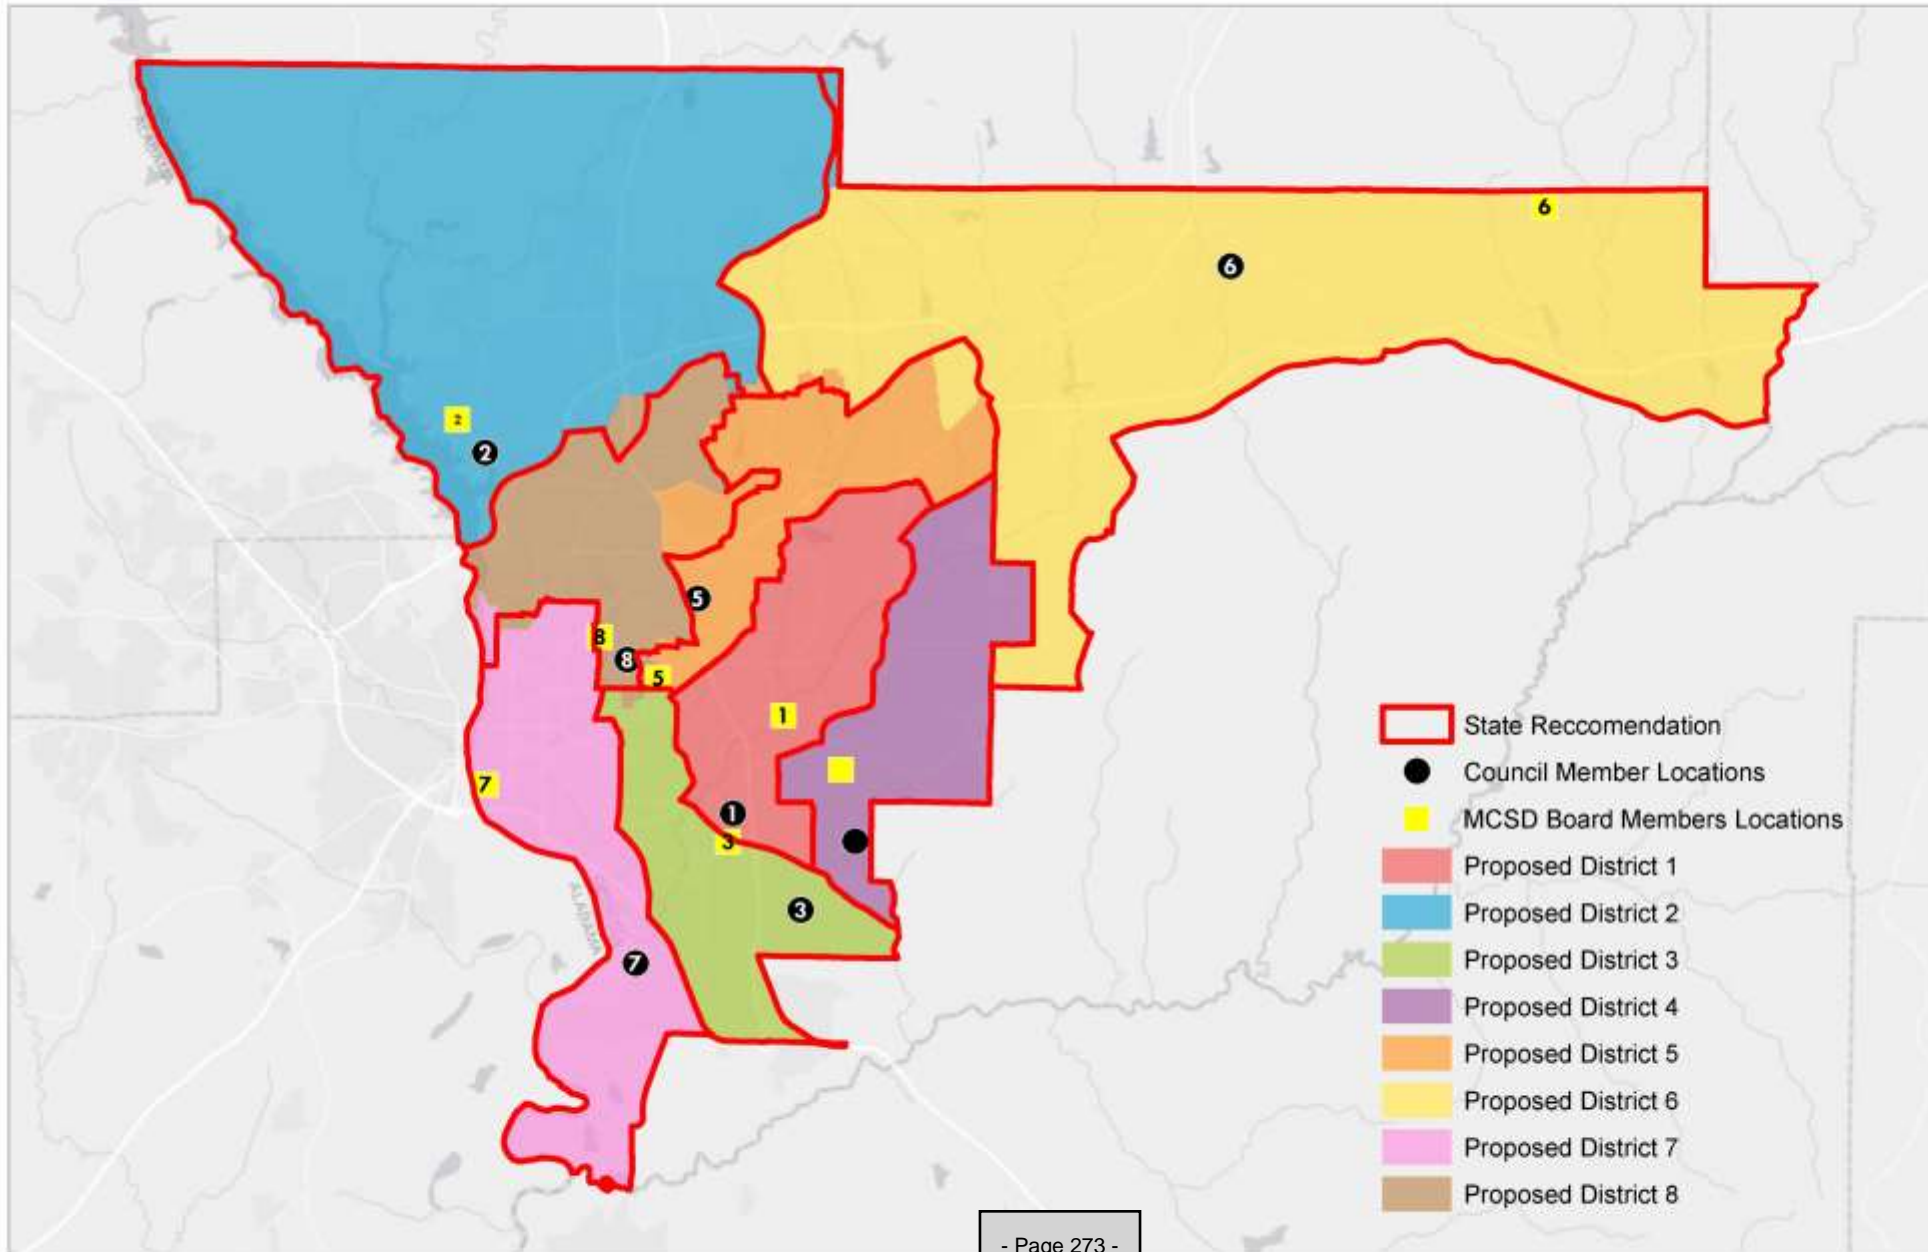 ALABAMA
6
6
2
2
5
8
8
5
1
7
1
3
3
ALABAMA
7
State Reccomendation
Council Member Locations
MCSD Board Members Locations
Proposed District 1
Proposed District 2
Proposed District 3
Proposed District 4
Proposed District 5
Proposed District 6
Proposed District 7
Proposed District 8
- Page 273 -